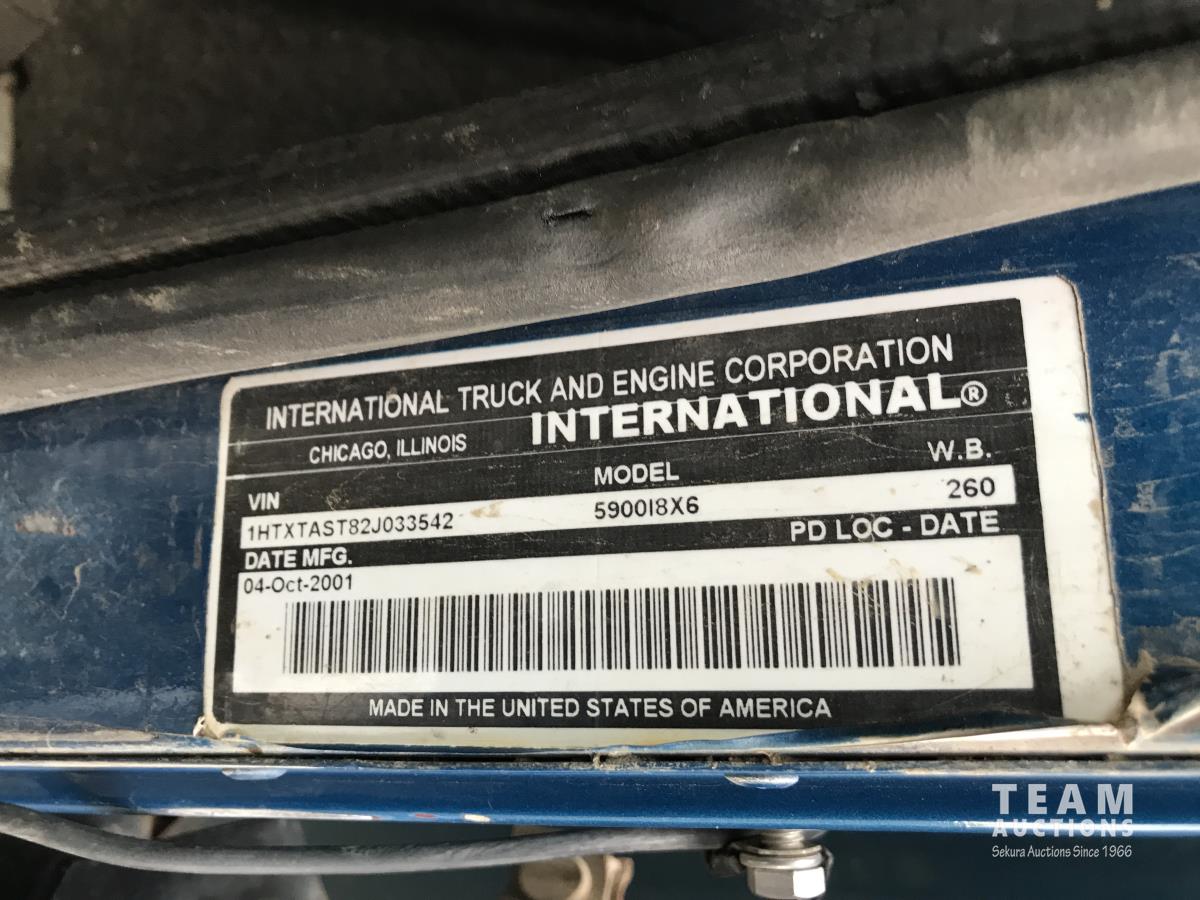 INTERNATIONAL TRUCK AND ENGINE CORPORATION
CHICAGO, ILLINOIS INTERNATIONAL®
VIN MODEL W.B.
1HTXTAST82J033542 5900I8X6 260
DATE MFG. PD LOC - DATE
04-Oct-2001
MADE IN THE UNITED STATES OF AMERICA
TEAM
AUCTIONS
Sekura Auctions Since 1966